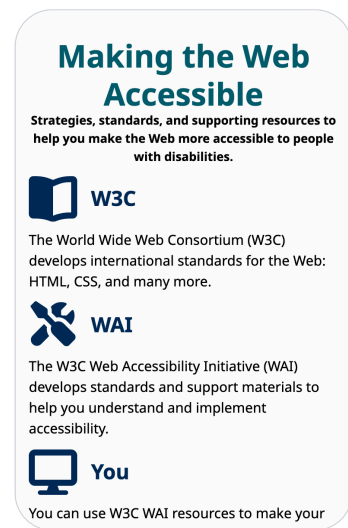 Making the Web
Accessible
Strategies, standards, and supporting resources to
help you make the Web more accessible to people
with disabilities.
W3C
The World Wide Web Consortium (W3C)
develops international standards for the Web:
HTML, CSS, and many more.
WAI
The W3C Web Accessibility Initiative (WAI)
develops standards and support materials to
help you understand and implement
accessibility.
You
You can use W3C WAI resources to make your